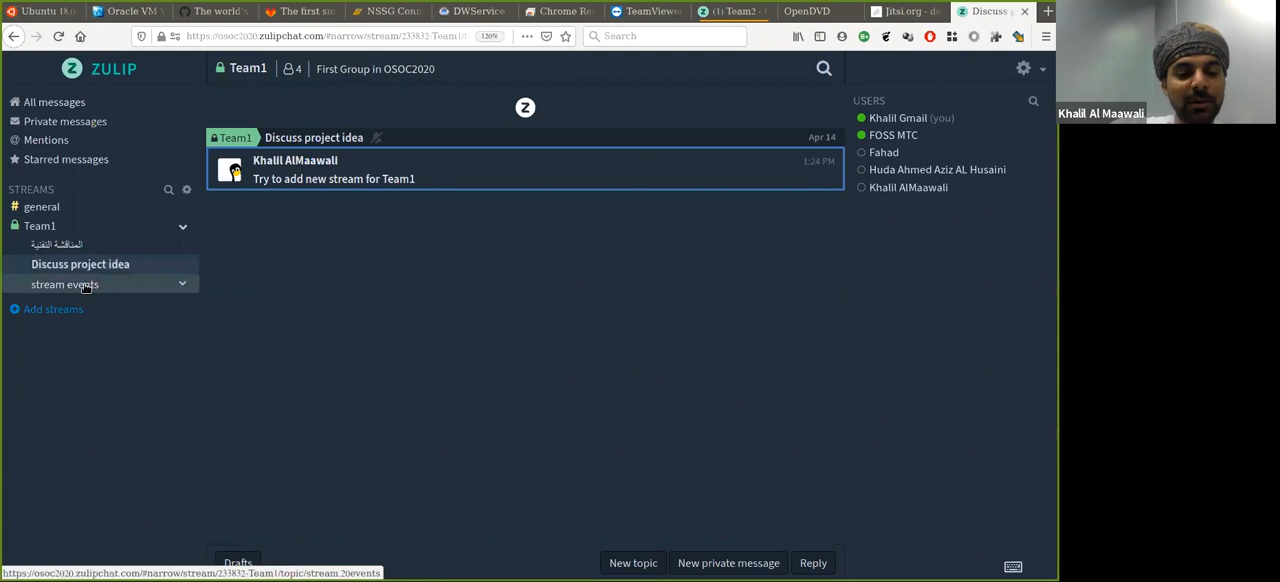 Ubuntu 18.0
Oracle VM V
The world's
The first sin
NSSG Conn
DWService
Chrome Re
TeamViewer
(1) Team2 -
OpenDVD
Jitsi.org - de
Discuss p
https://osoc2020.zulipchat.com/#narrow/stream/233832-Team1/t
120%
Search
ZULIP
Team1
4
First Group in OSOC2020
All messages
Private messages
@ Mentions
Starred messages
STREAMS
# general
Team1
المناقشة التقنية
Discuss project idea
stream events
Add streams
Team1
Discuss project idea
Apr 14
Khalil AlMaawali
1:24 PM
Try to add new stream for Team1
USERS
Khalil Gmail (you)
FOSS MTC
Fahad
Huda Ahmed Aziz AL Husaini
Khalil AlMaawali
Khalil Al Maawali
Drafts
New topic
New private message
Reply
https://osoc2020.zulipchat.com/#narrow/stream/233832-Team1/topic/stream.20events